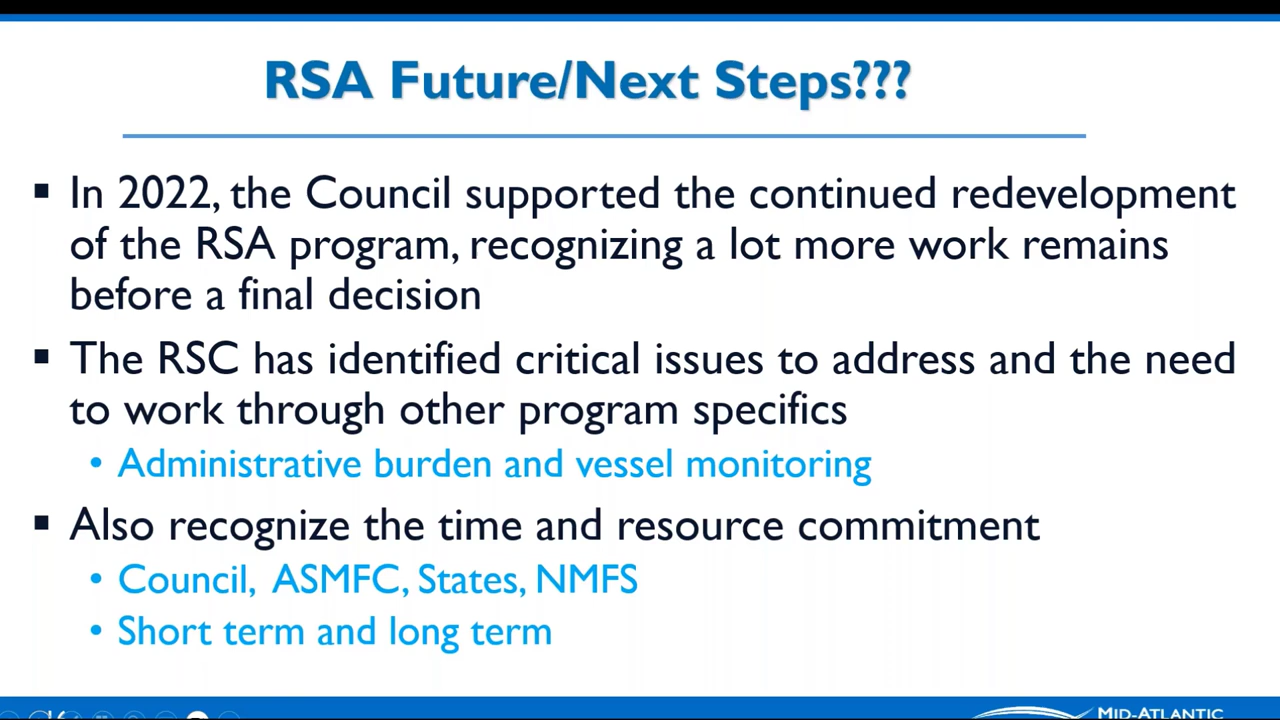 RSA Future/Next Steps???
▪ In 2022, the Council supported the continued redevelopment
of the RSA program, recognizing a lot more work remains
before a final decision
▪ The RSC has identified critical issues to address and the need
to work through other program specifics
• Administrative burden and vessel monitoring
▪ Also recognize the time and resource commitment
• Council, ASMFC, States, NMFS
• Short term and long term
MID-ATLANTIC